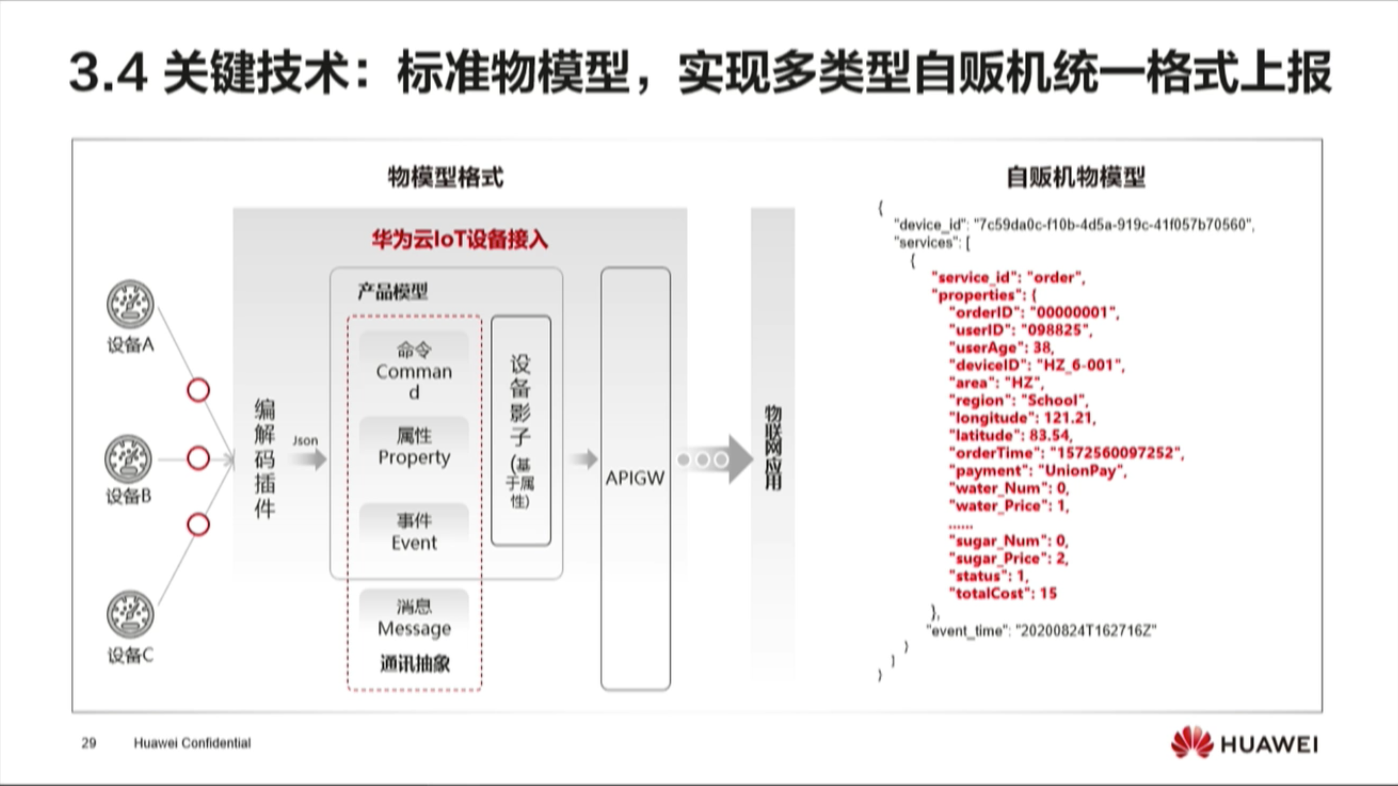 3.4 关键技术：标准物模型，实现多类型自贩机统一格式上报
物模型格式
华为云IoT设备接入
设备A
设备B
设备C
编解码插件
Json
产品模型
命令
Comman
d
属性
Property
事件
Event
消息
Message
通讯抽象
设备影子(基于属性)
APIGW
物联网应用
自贩机物模型
{
"device_id": "7c59da0c-f10b-4d5a-919c-41f057b70560",
"services": [
{
"service_id": "order",
"properties": {
"orderID": "00000001",
"userID": "098825",
"userAge": 38,
"deviceID": "HZ_6-001",
"area": "HZ",
"region": "School",
"longitude": 121.21,
"latitude": 83.54,
"orderTime": "1572560097252",
"payment": "UnionPay",
"water_Num": 0,
"water_Price": 1,
......
"sugar_Num": 0,
"sugar_Price": 2,
"status": 1,
"totalCost": 15
},
"event_time": "20200824T162716Z"
}
]
}
29
Huawei Confidential
HUAWEI